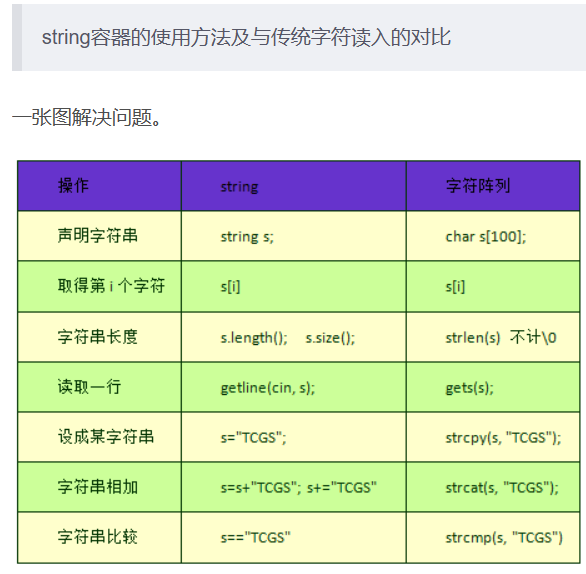 string容器的使用方法及与传统字符读入的对比
一张图解决问题。
操作 string 字符阵列
声明字符串 string s; char s[100];
取得第 i 个字符 s[i] s[i]
字符串长度 s.length(); s.size(); strlen(s) 不计\0
读取一行 getline(cin, s); gets(s);
设成某字符串 s="TCGS"; strcpy(s, "TCGS");
字符串相加 s=s+"TCGS"; s+="TCGS" strcat(s, "TCGS");
字符串比较 s=="TCGS" strcmp(s, "TCGS")